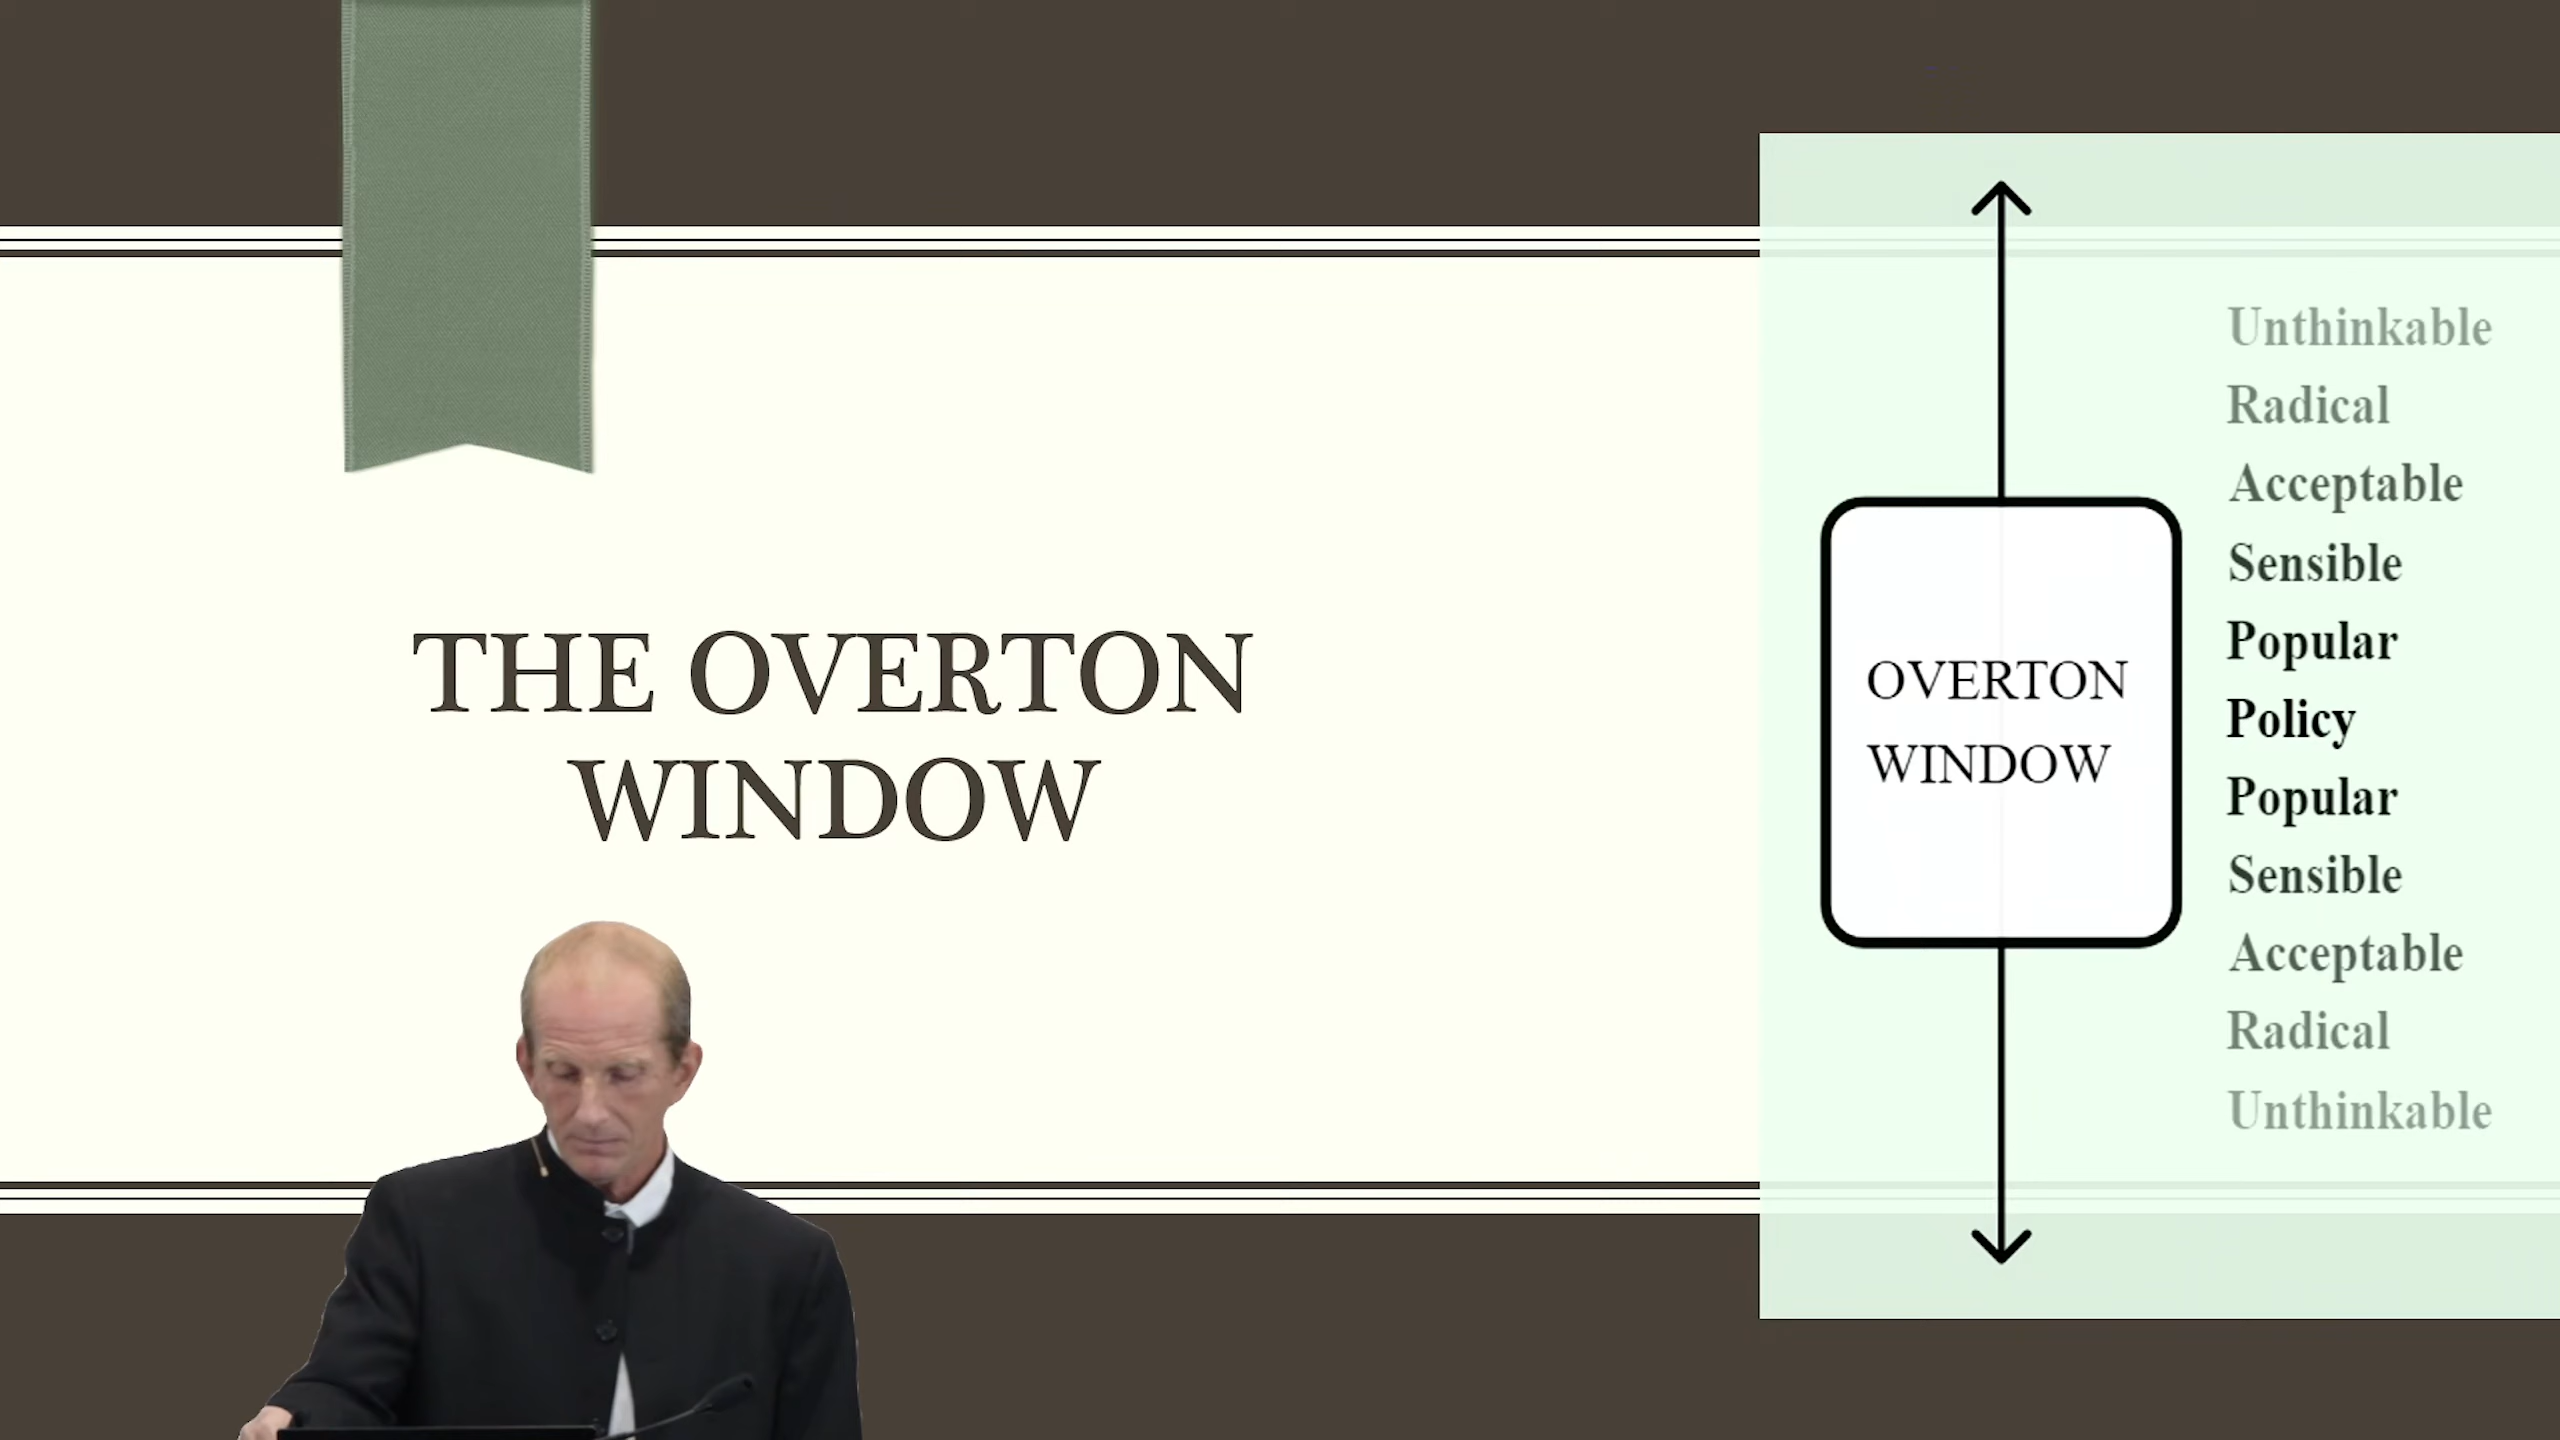 THE OVERTON
WINDOW
OVERTON
WINDOW
Unthinkable
Radical
Acceptable
Sensible
Popular
Policy
Popular
Sensible
Acceptable
Radical
Unthinkable